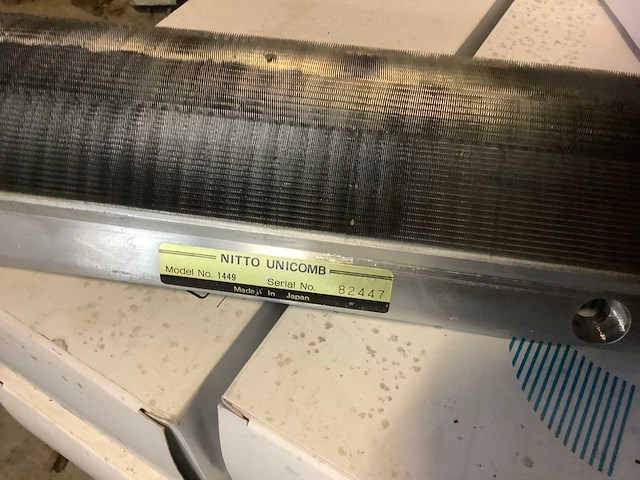 NITTO UNICOMB
Model No. 1449 Serial No. 82447
Made in Japan